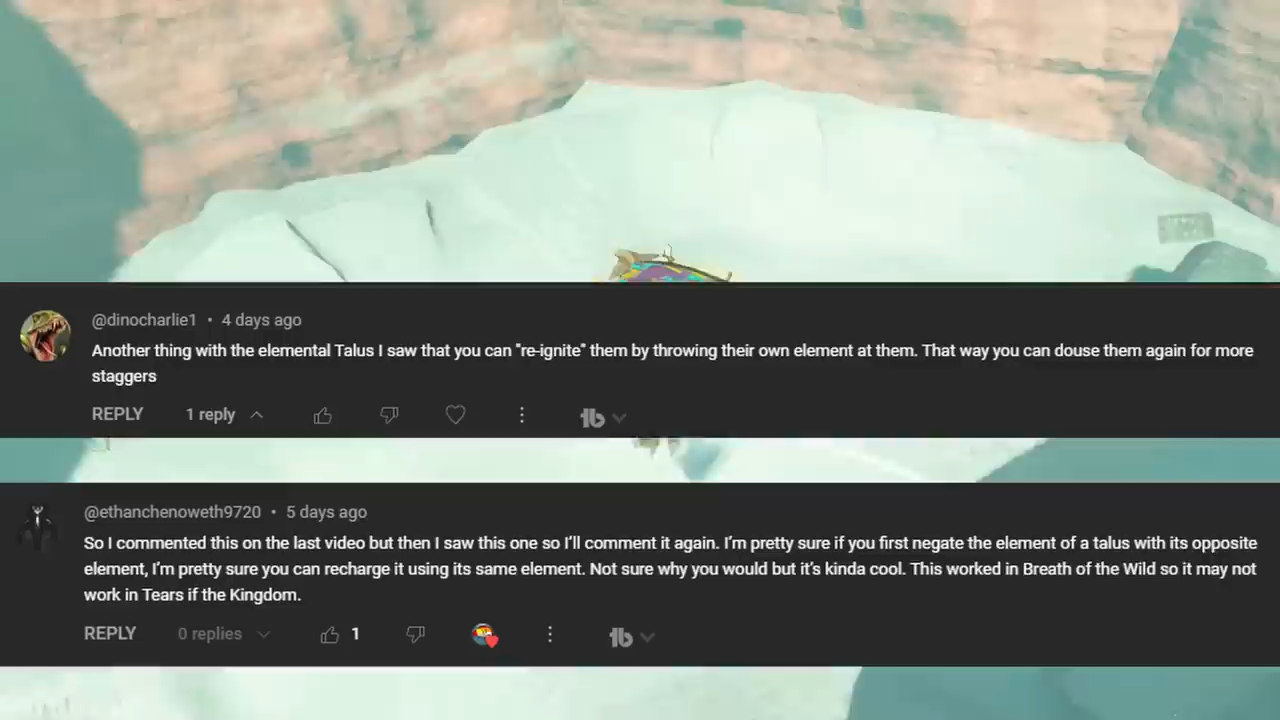 @dinocharlie1 • 4 days ago
Another thing with the elemental Talus I saw that you can "re-ignite" them by throwing their own element at them. That way you can douse them again for more
staggers
REPLY 1 reply
@ethanchenoweth9720 • 5 days ago
So I commented this on the last video but then I saw this one so I'll comment it again. I'm pretty sure if you first negate the element of a talus with its opposite
element, I'm pretty sure you can recharge it using its same element. Not sure why you would but it's kinda cool. This worked in Breath of the Wild so it may not
work in Tears if the Kingdom.
REPLY 0 replies 1